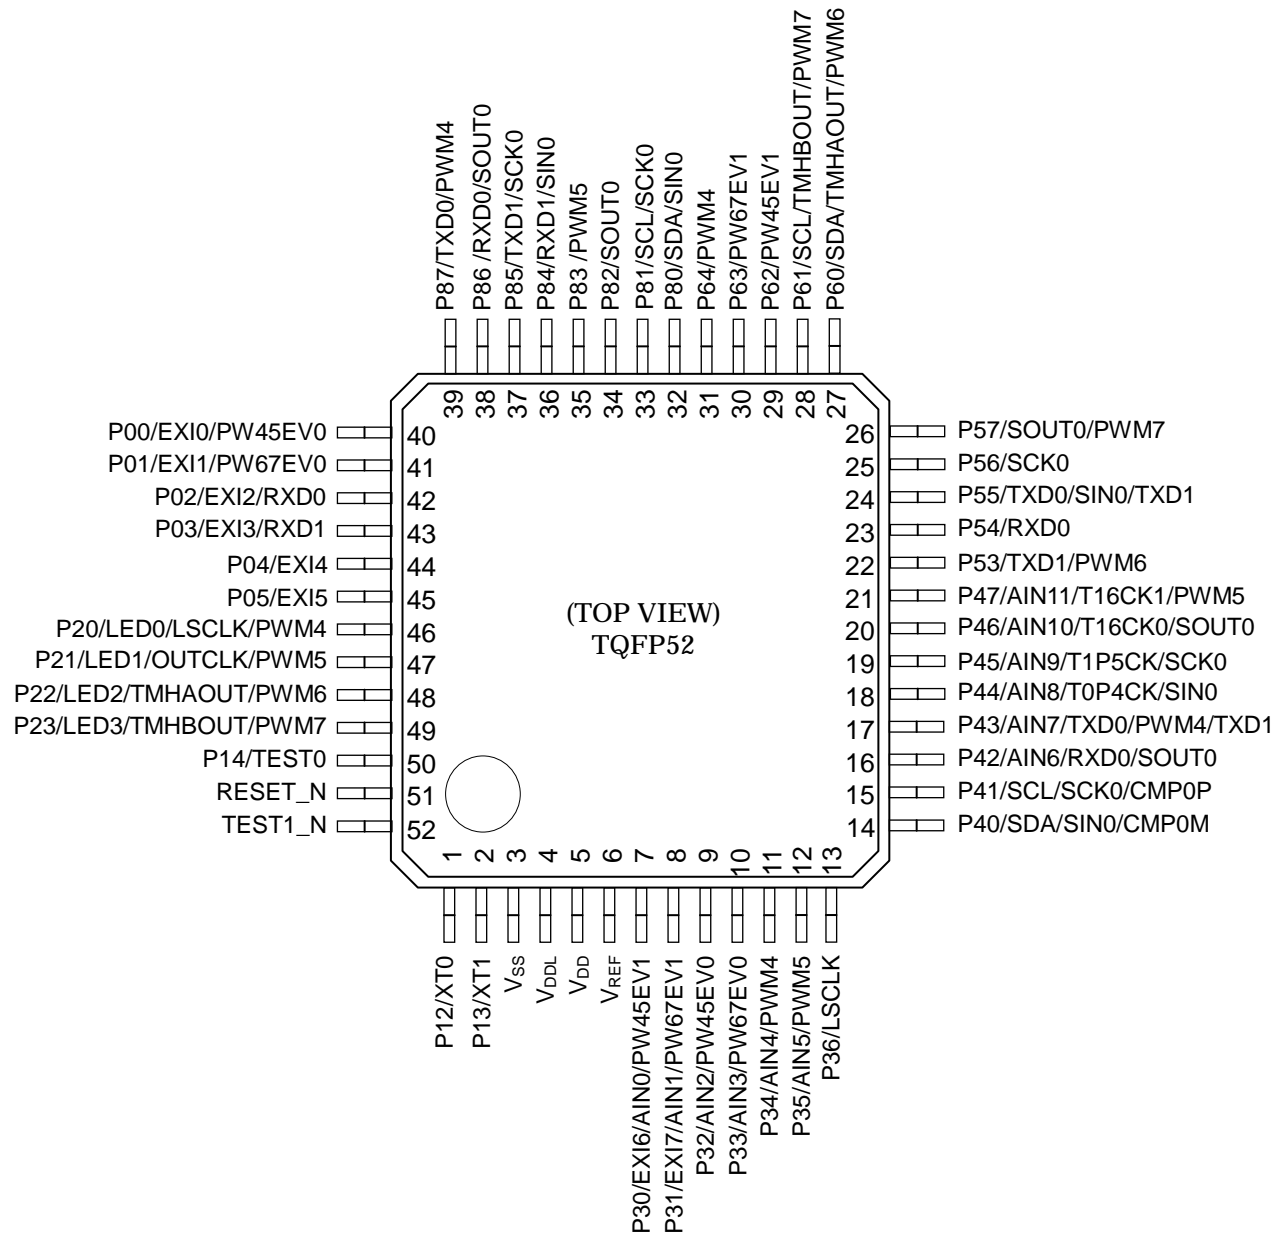 P87/TXD0/PWM4
P86 /RXD0/SOUT0
P85/TXD1/SCK0
P84/RXD1/SIN0
P83 /PWM5
P82/SOUT0
P81/SCL/SCK0
P80/SDA/SIN0
P64/PWM4
P63/PW67EV1
P62/PW45EV1
P61/SCL/TMHBOUT/PWM7
P60/SDA/TMHAOUT/PWM6
39
38
37
36
35
34
33
32
31
30
29
28
27
P00/EXI0/PW45EV0
P01/EXI1/PW67EV0
P02/EXI2/RXD0
P03/EXI3/RXD1
P04/EXI4
P05/EXI5
P20/LED0/LSCLK/PWM4
P21/LED1/OUTCLK/PWM5
P22/LED2/TMHAOUT/PWM6
P23/LED3/TMHBOUT/PWM7
P14/TEST0
RESET_N
TEST1_N
40
41
42
43
44
45
46
47
48
49
50
51
52
(TOP VIEW)
TQFP52
26
25
24
23
22
21
20
19
18
17
16
15
14
P57/SOUT0/PWM7
P56/SCK0
P55/TXD0/SIN0/TXD1
P54/RXD0
P53/TXD1/PWM6
P47/AIN11/T16CK1/PWM5
P46/AIN10/T16CK0/SOUT0
P45/AIN9/T1P5CK/SCK0
P44/AIN8/T0P4CK/SIN0
P43/AIN7/TXD0/PWM4/TXD1
P42/AIN6/RXD0/SOUT0
P41/SCL/SCK0/CMP0P
P40/SDA/SIN0/CMP0M
1
2
3
4
5
6
7
8
9
10
11
12
13
P12/XT0
P13/XT1
VSS
VDDL
VDD
VREF
P30/EXI6/AIN0/PW45EV1
P31/EXI7/AIN1/PW67EV1
P32/AIN2/PW45EV0
P33/AIN3/PW67EV0
P34/AIN4/PWM4
P35/AIN5/PWM5
P36/LSCLK